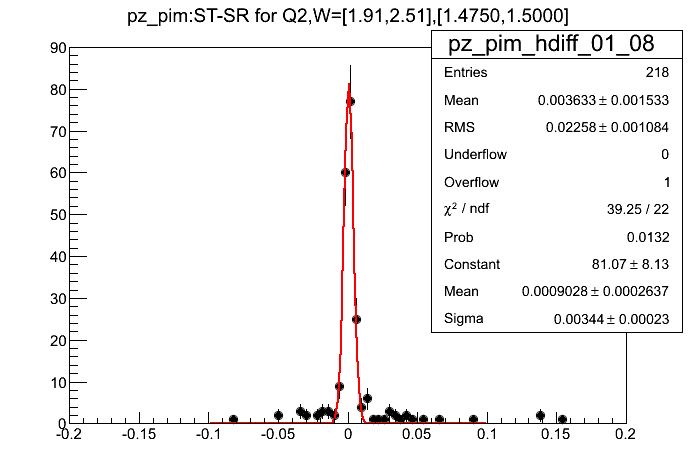 pz_pim:ST-SR for Q2,W=[1.91,2.51],[1.4750,1.5000]
pz_pim_hdiff_01_08
Entries 218
Mean 0.003633 ± 0.001533
RMS 0.02258 ± 0.001084
Underflow 0
Overflow 1
χ² / ndf 39.25 / 22
Prob 0.0132
Constant 81.07 ± 8.13
Mean 0.0009028 ± 0.0002637
Sigma 0.00344 ± 0.00023
90
80
70
60
50
40
30
20
10
0
-0.2 -0.15 -0.1 -0.05 0 0.05 0.1 0.15 0.2